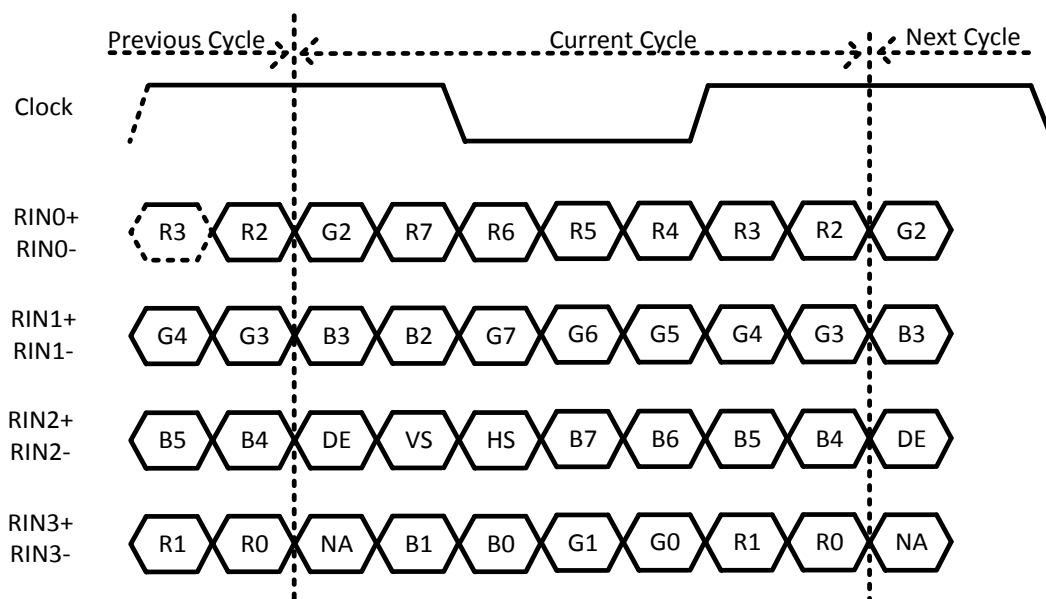 Previous Cycle Current Cycle Next Cycle
Clock
RIN0+
RIN0-
R3 R2 G2 R7 R6 R5 R4 R3 R2 G2
RIN1+
RIN1-
G4 G3 B3 B2 G7 G6 G5 G4 G3 B3
RIN2+
RIN2-
B5 B4 DE VS HS B7 B6 B5 B4 DE
RIN3+
RIN3-
R1 R0 NA B1 B0 G1 G0 R1 R0 NA